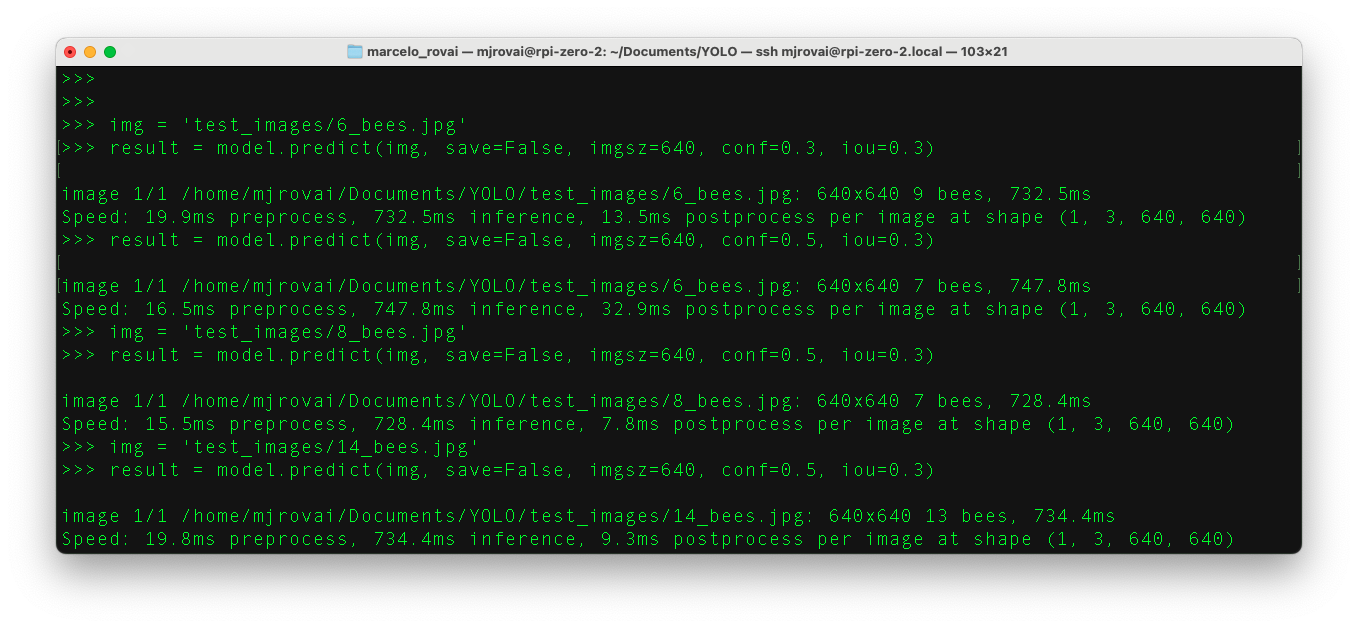 marcelo_rovai — mjrovai@rpi-zero-2: ~/Documents/YOLO — ssh mjrovai@rpi-zero-2.local — 103×21
>>>
>>>
>>> img = 'test_images/6_bees.jpg'
[>>> result = model.predict(img, save=False, imgsz=640, conf=0.3, iou=0.3) ]
[ ]
image 1/1 /home/mjrovai/Documents/YOLO/test_images/6_bees.jpg: 640x640 9 bees, 732.5ms
Speed: 19.9ms preprocess, 732.5ms inference, 13.5ms postprocess per image at shape (1, 3, 640, 640)
>>> result = model.predict(img, save=False, imgsz=640, conf=0.5, iou=0.3)
[ ]
[image 1/1 /home/mjrovai/Documents/YOLO/test_images/6_bees.jpg: 640x640 7 bees, 747.8ms ]
Speed: 16.5ms preprocess, 747.8ms inference, 32.9ms postprocess per image at shape (1, 3, 640, 640)
>>> img = 'test_images/8_bees.jpg'
>>> result = model.predict(img, save=False, imgsz=640, conf=0.5, iou=0.3)
image 1/1 /home/mjrovai/Documents/YOLO/test_images/8_bees.jpg: 640x640 7 bees, 728.4ms
Speed: 15.5ms preprocess, 728.4ms inference, 7.8ms postprocess per image at shape (1, 3, 640, 640)
>>> img = 'test_images/14_bees.jpg'
>>> result = model.predict(img, save=False, imgsz=640, conf=0.5, iou=0.3)
image 1/1 /home/mjrovai/Documents/YOLO/test_images/14_bees.jpg: 640x640 13 bees, 734.4ms
Speed: 19.8ms preprocess, 734.4ms inference, 9.3ms postprocess per image at shape (1, 3, 640, 640)